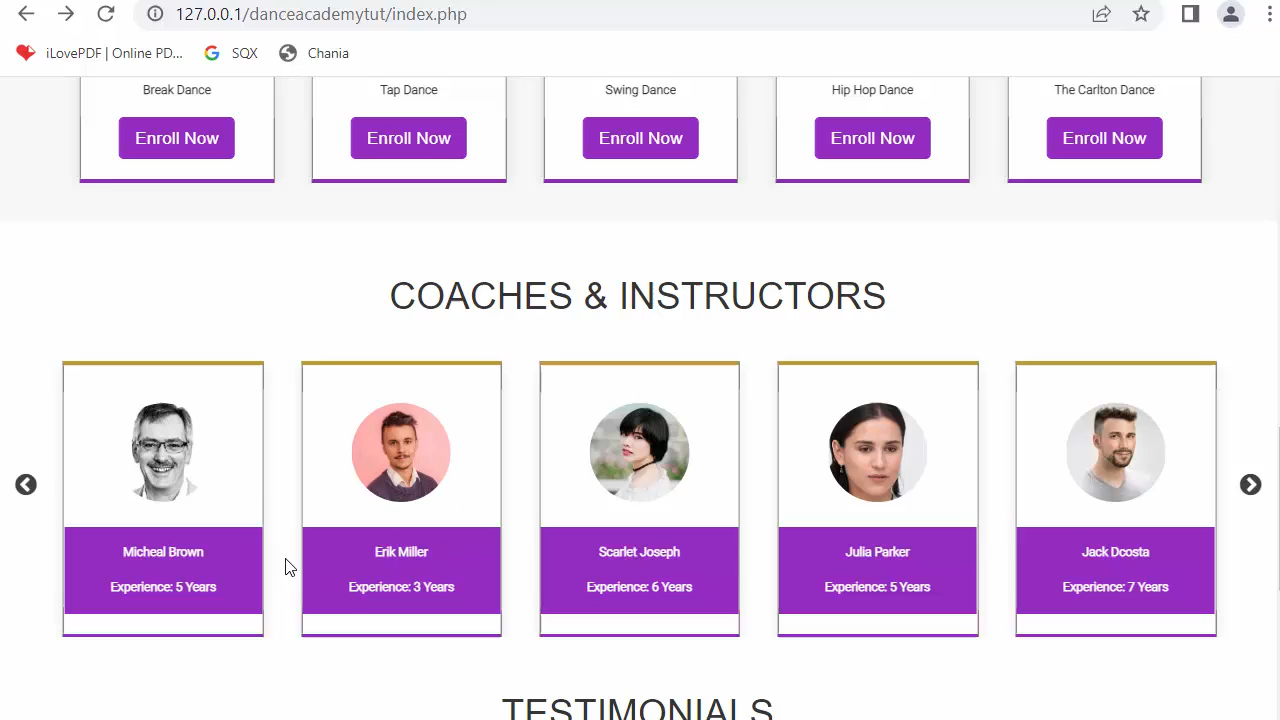 127.0.0.1/danceacademytut/index.php
iLovePDF | Online PD... SQX Chania
Break Dance Tap Dance Swing Dance Hip Hop Dance The Carlton Dance
Enroll Now Enroll Now Enroll Now Enroll Now Enroll Now
COACHES & INSTRUCTORS
Micheal Brown Erik Miller Scarlet Joseph Julia Parker Jack Dcosta
Experience: 5 Years Experience: 3 Years Experience: 6 Years Experience: 5 Years Experience: 7 Years
TESTIMONIALS